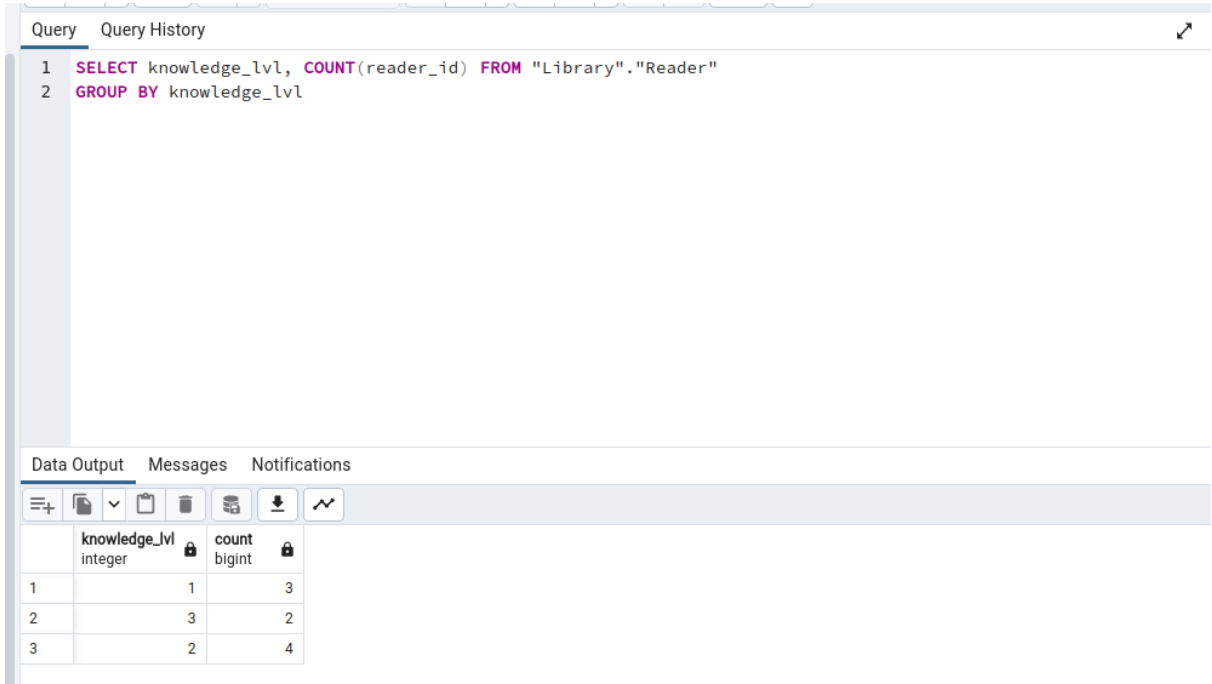 Query Query History
1 SELECT knowledge_lvl, COUNT(reader_id) FROM "Library"."Reader"
2 GROUP BY knowledge_lvl
Data Output Messages Notifications
knowledge_lvl count
integer bigint
1 1 3
2 3 2
3 2 4